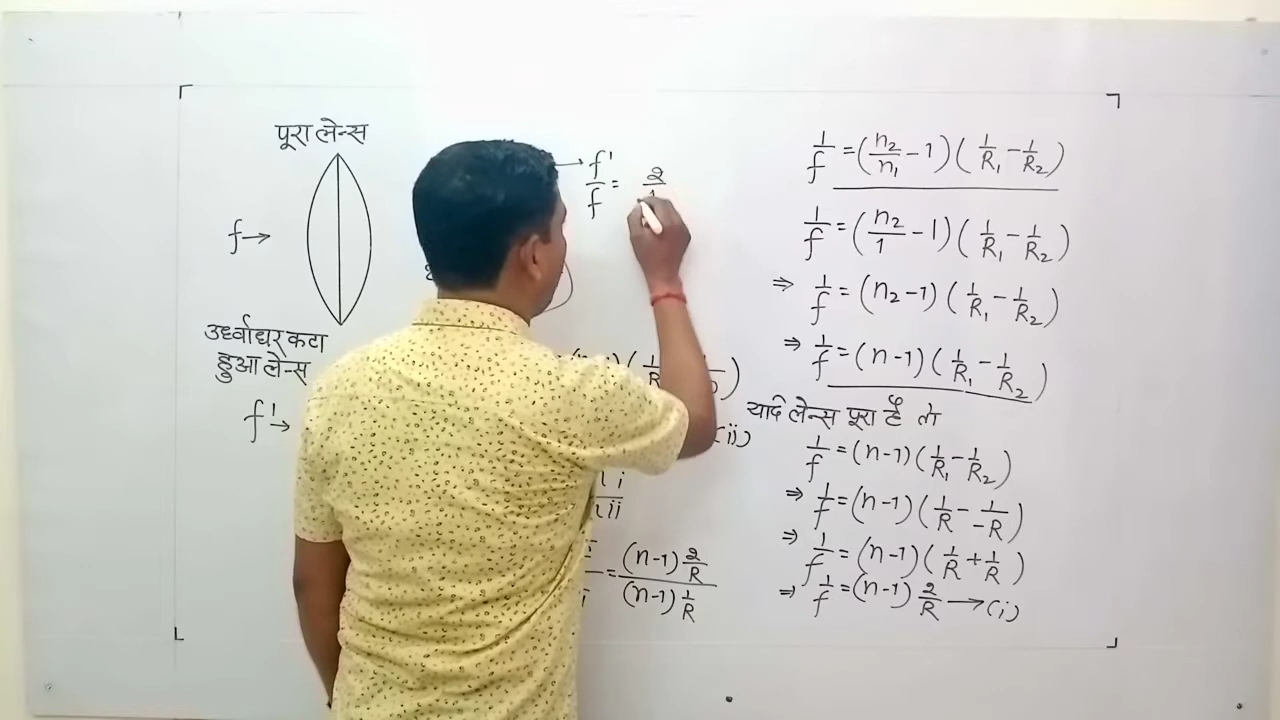 पूरा लेन्स
f→
उर्ध्वाधर कटा
हुआ लेन्स
f'→
→ f'/f = 2/1
(ii)
i
ii
= (n-1) 2/R / (n-1) 1/R
1/f = (n₂/n₁ - 1) ( 1/R₁ - 1/R₂ )
1/f = (n₂/1 - 1) ( 1/R₁ - 1/R₂ )
⇒ 1/f = (n₂ - 1) ( 1/R₁ - 1/R₂ )
⇒ 1/f = (n - 1) ( 1/R₁ - 1/R₂ )
यदि लेन्स पूरा है तो
1/f = (n-1) ( 1/R₁ - 1/R₂ )
⇒ 1/f = (n-1) ( 1/R - 1/-R )
⇒ 1/f = (n-1) ( 1/R + 1/R )
⇒ 1/f = (n-1) 2/R → (i)